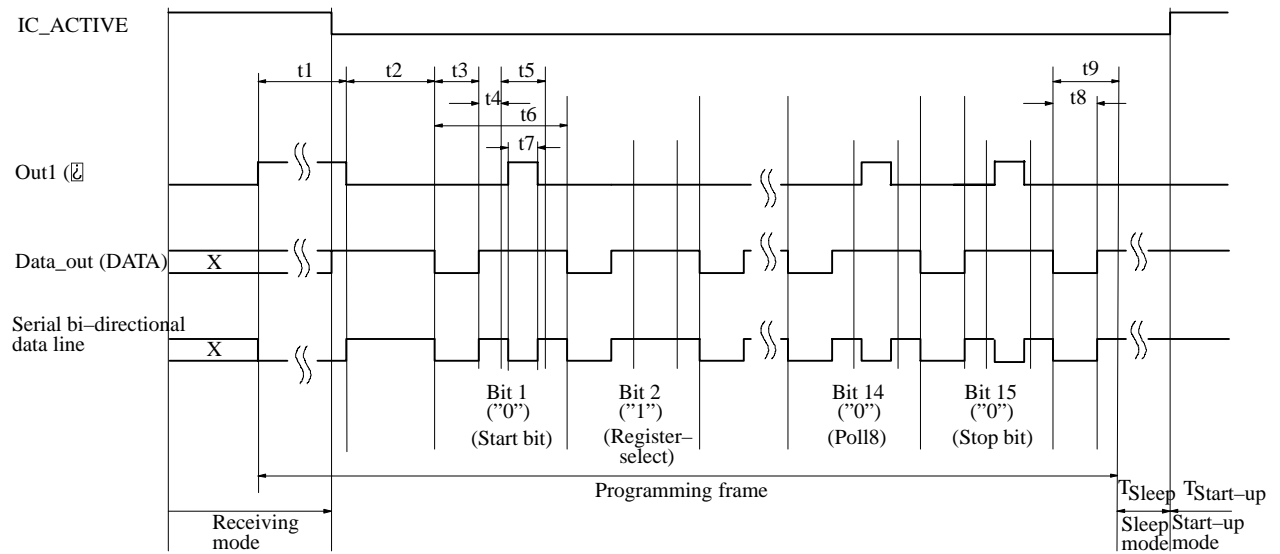 IC_ACTIVE
t1
t2
t3
t5
t9
t4
t8
t6
t7
Out1 (
Data_out (DATA)
X
Serial bi–directional
data line
X
Bit 1
(”0”)
(Start bit)
Bit 2
(”1”)
(Register–
select)
Bit 14
(”0”)
(Poll8)
Bit 15
(”0”)
(Stop bit)
Programming frame
TSleep
TStart–up
Receiving
mode
Sleep
mode
Start–up
mode